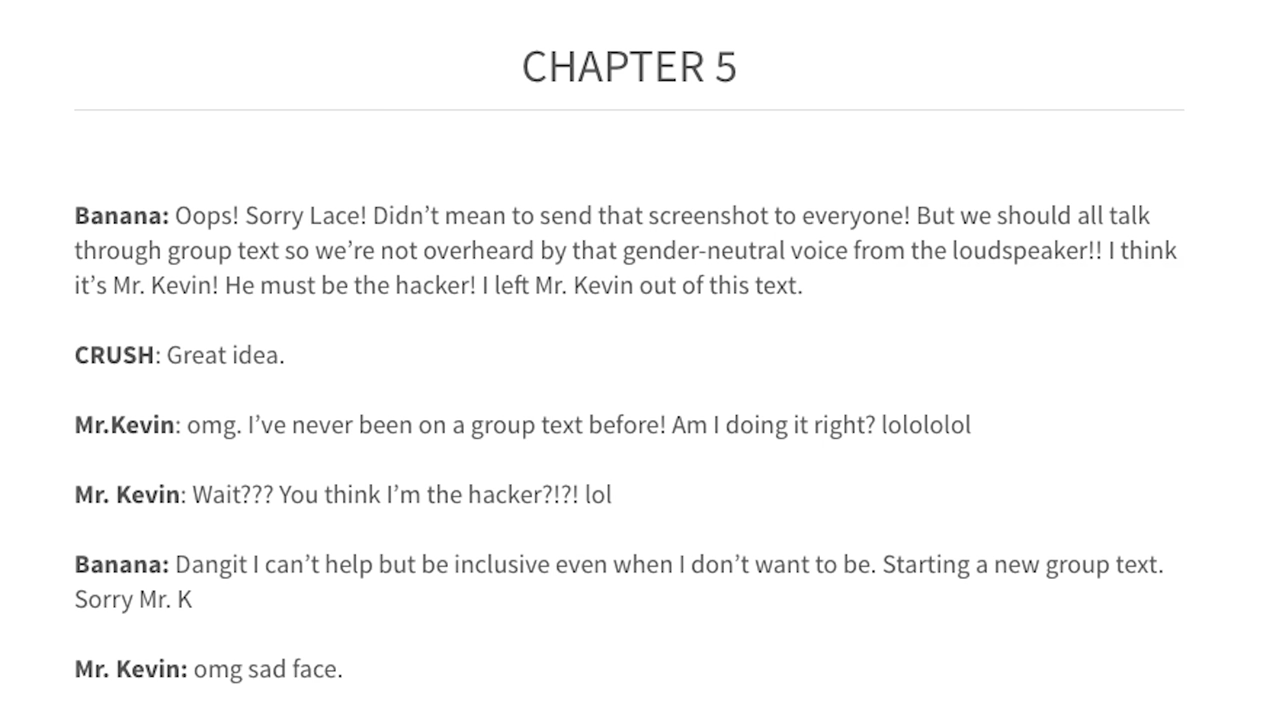 CHAPTER 5
Banana: Oops! Sorry Lace! Didn’t mean to send that screenshot to everyone! But we should all talk
through group text so we’re not overheard by that gender-neutral voice from the loudspeaker!! I think
it’s Mr. Kevin! He must be the hacker! I left Mr. Kevin out of this text.
CRUSH: Great idea.
Mr.Kevin: omg. I’ve never been on a group text before! Am I doing it right? lolololol
Mr. Kevin: Wait??? You think I’m the hacker?!?! lol
Banana: Dangit I can’t help but be inclusive even when I don’t want to be. Starting a new group text.
Sorry Mr. K
Mr. Kevin: omg sad face.